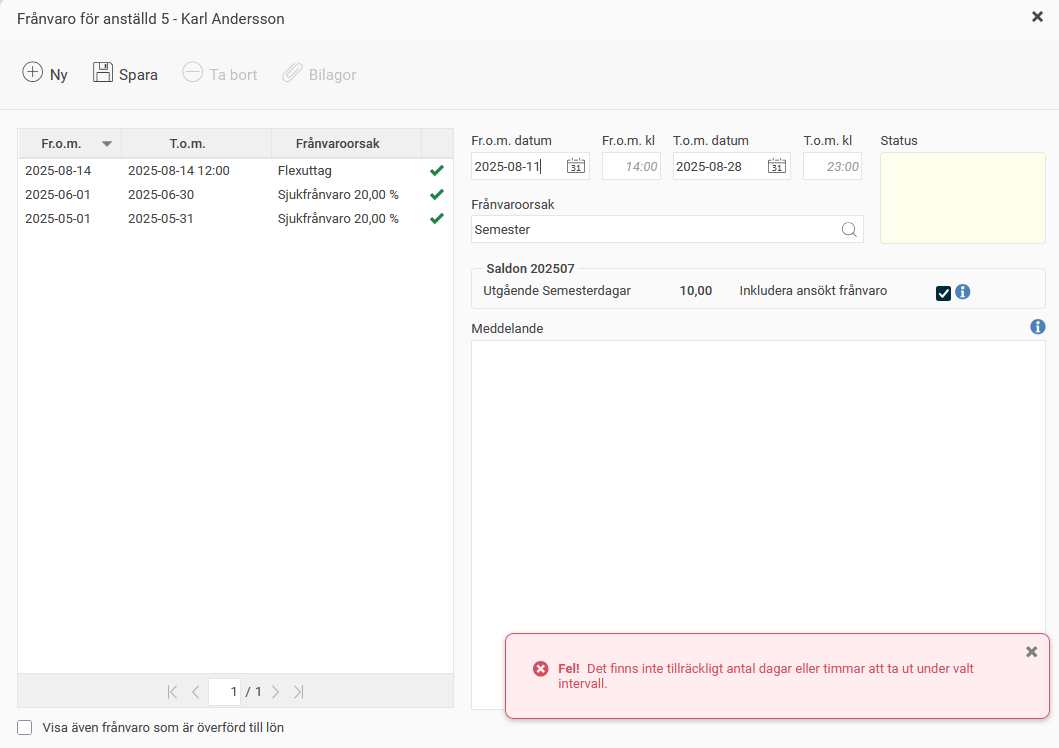 Frånvaro för anställd 5 - Karl Andersson
Ny Spara Ta bort Bilagor
Fr.o.m. T.o.m. Frånvaroorsak
2025-08-14 2025-08-14 12:00 Flexuttag
2025-06-01 2025-06-30 Sjukfrånvaro 20,00 %
2025-05-01 2025-05-31 Sjukfrånvaro 20,00 %
1 / 1
Visa även frånvaro som är överförd till lön
Fr.o.m. datum Fr.o.m. kl T.o.m. datum T.o.m. kl Status
2025-08-11 31 14:00 2025-08-28 31 23:00
Frånvaroorsak
Semester
Saldon 202507
Utgående Semesterdagar 10,00 Inkludera ansökt frånvaro
Meddelande
Fel! Det finns inte tillräckligt antal dagar eller timmar att ta ut under valt
intervall.